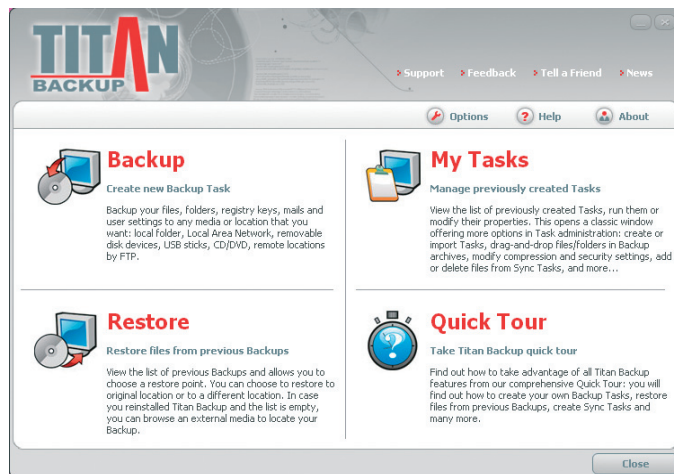 TITAN
BACKUP
Support Feedback Tell a Friend News
Options Help About
Backup
Create new Backup Task
Backup your files, folders, registry keys, mails and
user settings to any media or location that you
want: local folder, Local Area Network, removable
disk devices, USB sticks, CD/DVD, remote locations
by FTP.
My Tasks
Manage previously created Tasks
View the list of previously created Tasks, run them or
modify their properties. This opens a classic window
offering more options in Task administration: create or
import Tasks, drag-and-drop files/folders in Backup
archives, modify compression and security settings, add
or delete files from Sync Tasks, and more...
Restore
Restore files from previous Backups
View the list of previous Backups and allows you to
choose a restore point. You can choose to restore to
original location or to a different location. In case
you reinstalled Titan Backup and the list is empty,
you can browse an external media to locate your
Backup.
Quick Tour
Take Titan Backup quick tour
Find out how to take advantage of all Titan Backup
features from our comprehensive Quick Tour: you will
find out how to create your own Backup Tasks, restore
files from previous Backups, create Sync Tasks and
many more.
Close